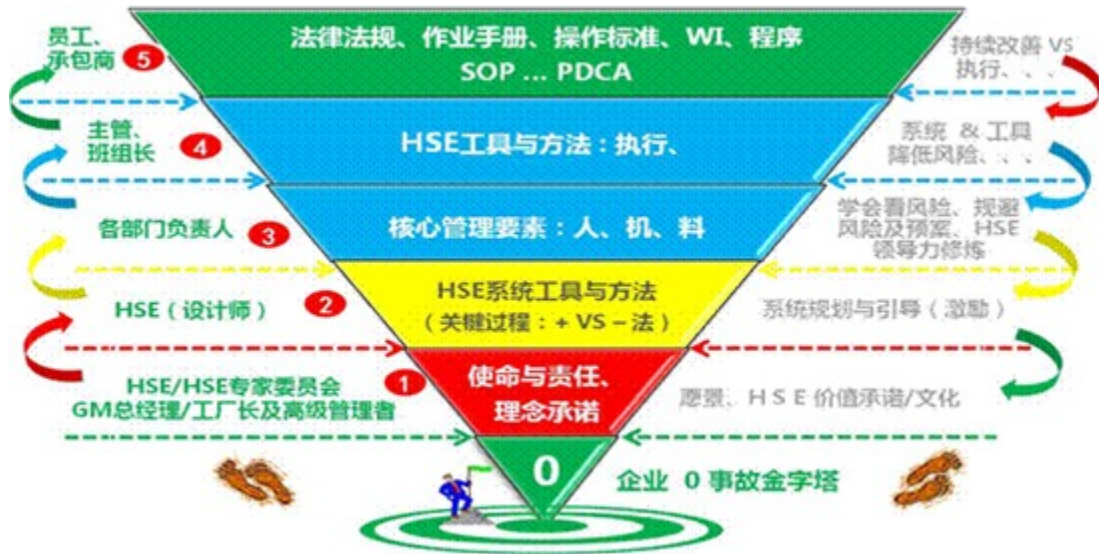 员工、
承包商
5
法律法规、作业手册、操作标准、WI、程序
SOP ... PDCA
持续改善 VS
执行、、、
主管、
班组长
4
HSE工具与方法：执行、
系统 & 工具
降低风险、、、
各部门负责人
3
核心管理要素：人、机、料
学会看风险、规避
风险及预案、HSE
领导力修炼
HSE（设计师）
2
HSE系统工具与方法
（关键过程：+ VS – 法）
系统规划与引导（激励）
HSE/HSE专家委员会
GM总经理/工厂长及高级管理者
1
使命与责任、
理念承诺
愿景、HSE价值承诺/文化
0
企业 0 事故金字塔